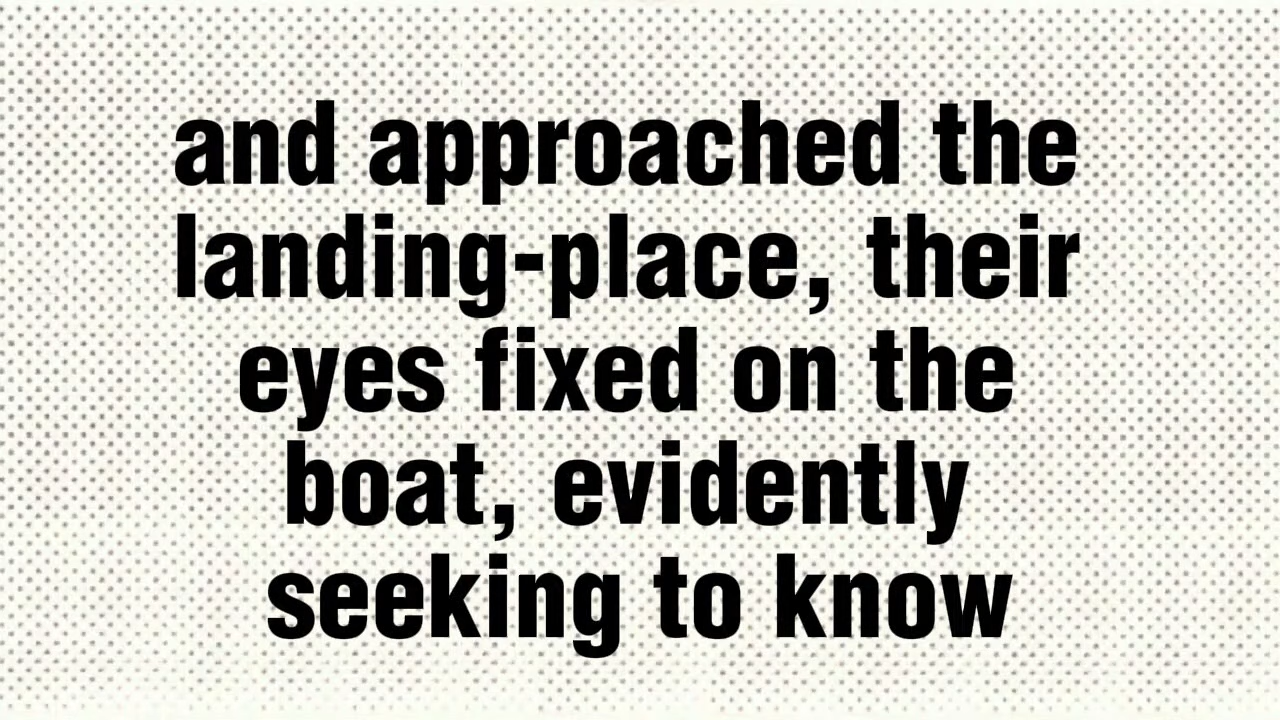 and approached the
landing-place, their
eyes fixed on the
boat, evidently
seeking to know